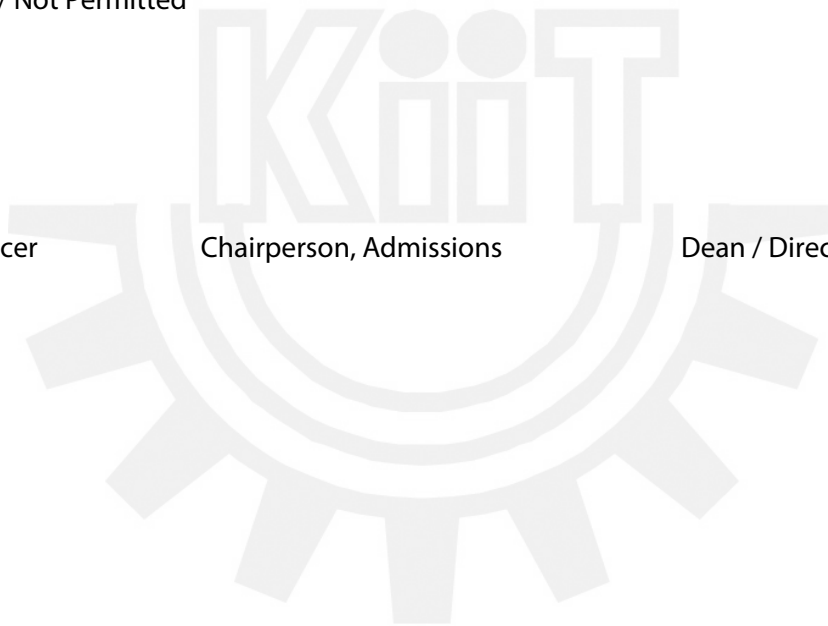 / Not Permitted
KiiT
cer Chairperson, Admissions Dean / Direc